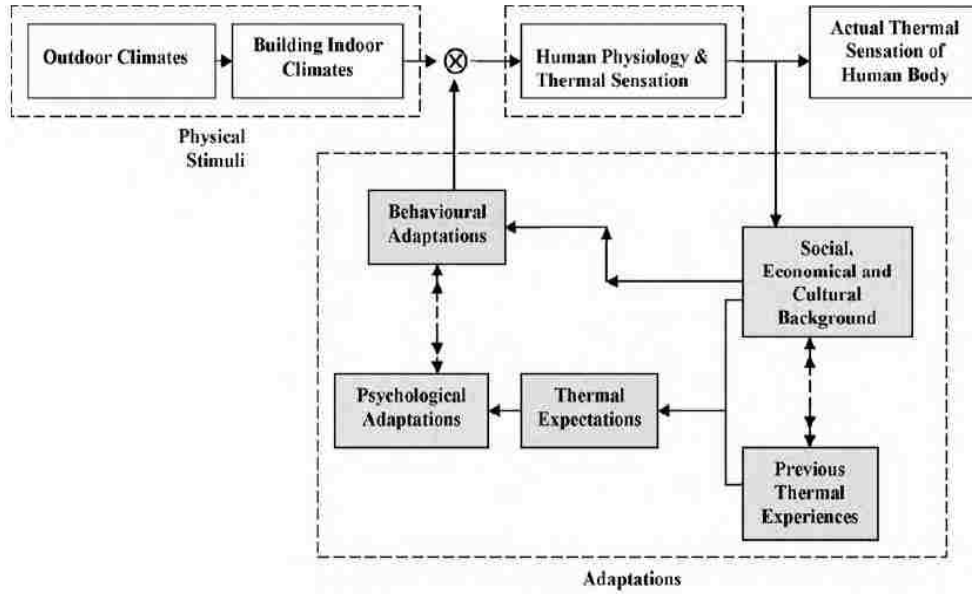 Outdoor Climates
Building Indoor
Climates
Physical
Stimuli
Human Physiology &
Thermal Sensation
Actual Thermal
Sensation of
Human Body
Behavioural
Adaptations
Social,
Economical and
Cultural
Background
Psychological
Adaptations
Thermal
Expectations
Previous
Thermal
Experiences
Adaptations